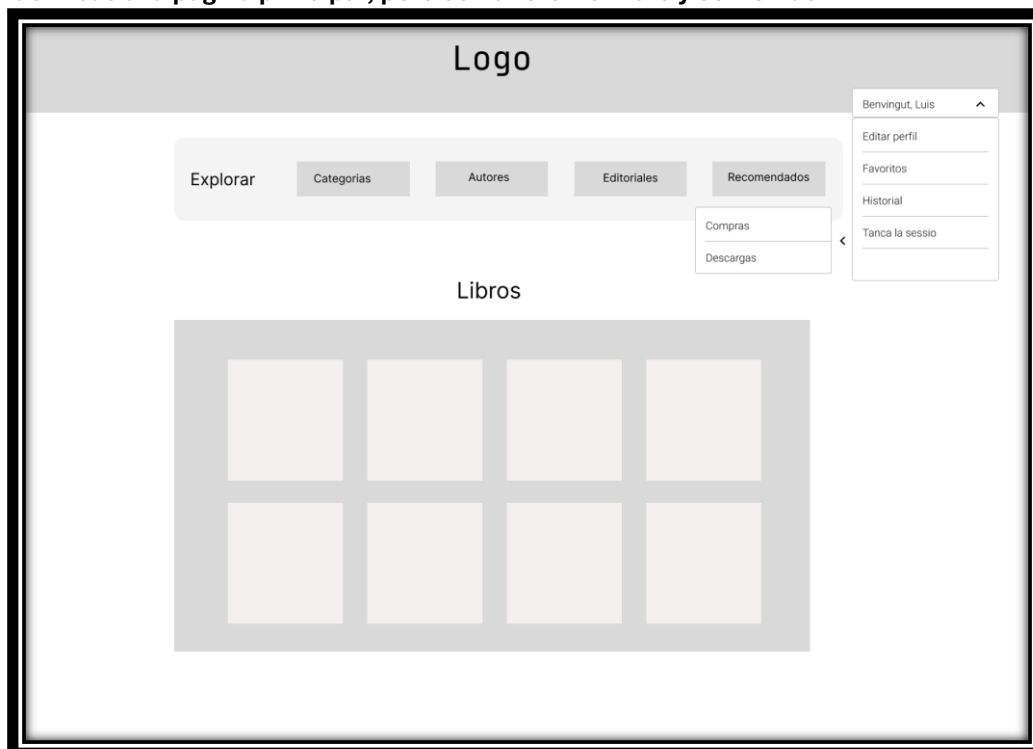 Logo
Benvingut, Luis
Editar perfil
Favoritos
Historial
Tanca la sessio
Explorar
Categorias
Autores
Editoriales
Recomendados
Compras
Descargas
Libros